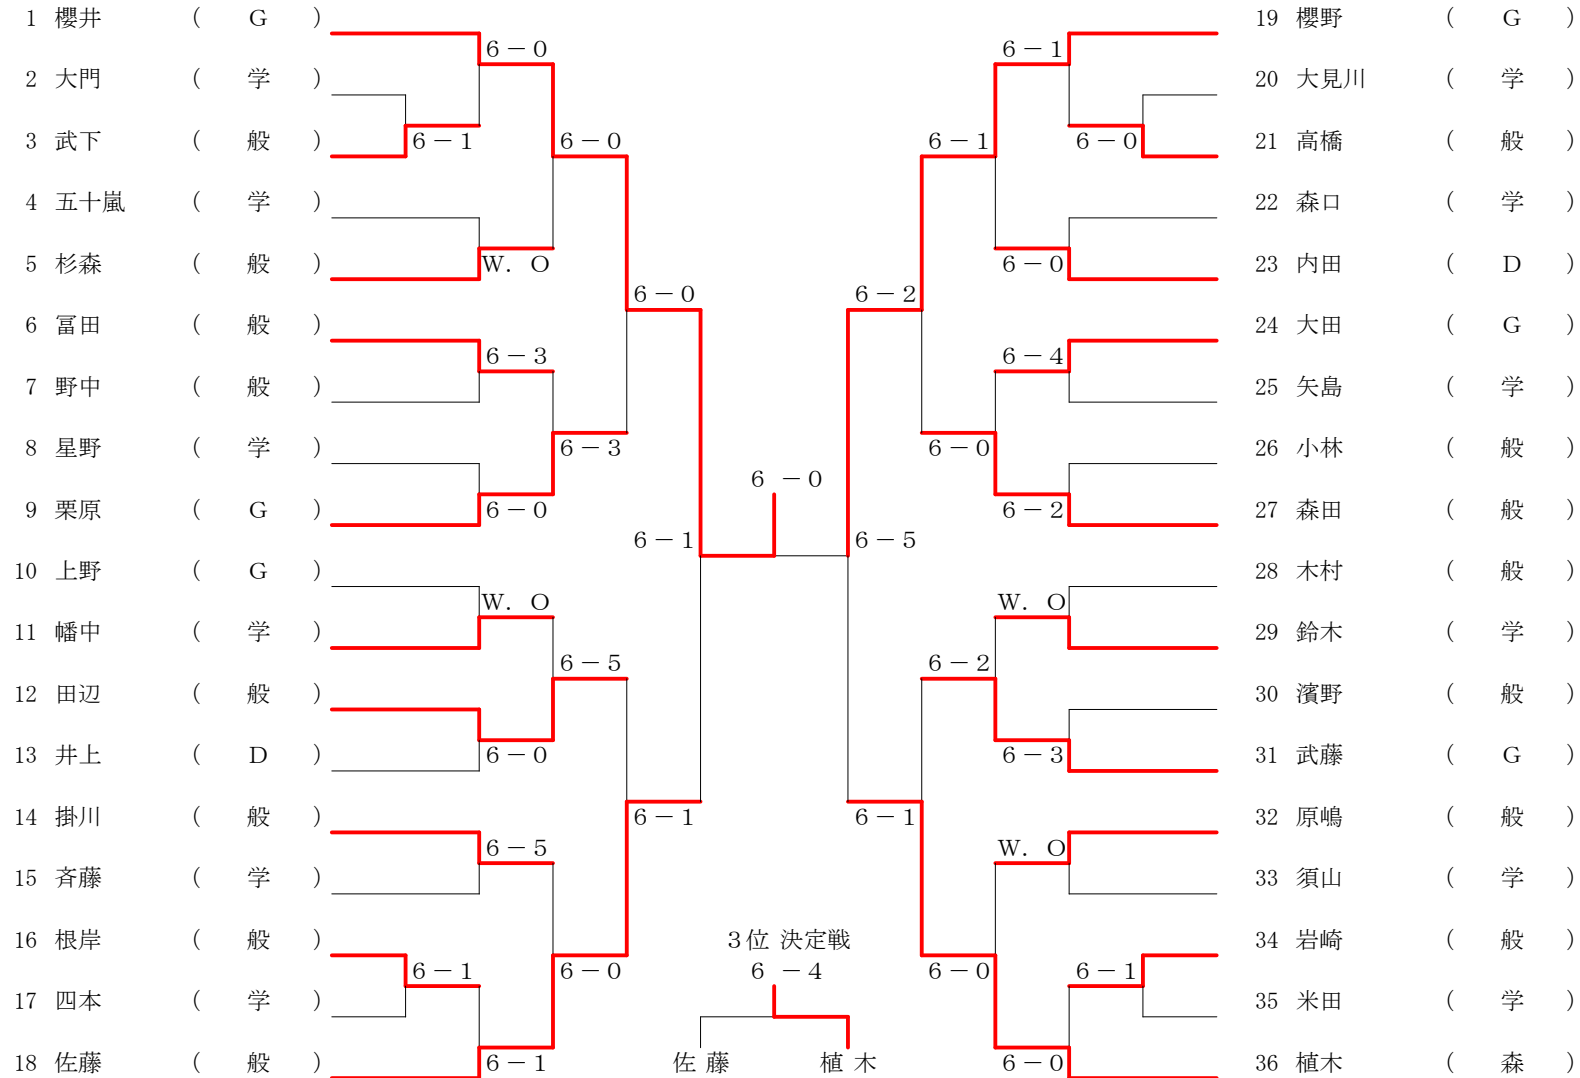 1 櫻井 ( G )
6－0
2 大門 ( 学 )
3 武下 ( 般 )
6－1
6－0
4 五十嵐 ( 学 )
5 杉森 ( 般 )
W．O
6－0
6 冨田 ( 般 )
6－3
7 野中 ( 般 )
8 星野 ( 学 )
6－3
9 栗原 ( G )
6－0
6－1
10 上野 ( G )
W．O
11 幡中 ( 学 )
6－5
12 田辺 ( 般 )
13 井上 ( D )
6－0
14 掛川 ( 般 )
6－1
6－5
15 斉藤 ( 学 )
16 根岸 ( 般 )
6－1
6－0
17 四本 ( 学 )
18 佐藤 ( 般 )
6－1
6 －0
3位 決定戦
6 －4
佐 藤 植 木
19 櫻野 ( G )
6－1
20 大見川 ( 学 )
6－1
6－0
21 高橋 ( 般 )
22 森口 ( 学 )
6－0
23 内田 ( D )
6－2
24 大田 ( G )
6－4
25 矢島 ( 学 )
6－0
26 小林 ( 般 )
6－2
27 森田 ( 般 )
6－5
28 木村 ( 般 )
W．O
29 鈴木 ( 学 )
6－2
30 濱野 ( 般 )
6－3
31 武藤 ( G )
6－1
32 原嶋 ( 般 )
W．O
33 須山 ( 学 )
34 岩崎 ( 般 )
6－0
6－1
35 米田 ( 学 )
6－0
36 植木 ( 森 )